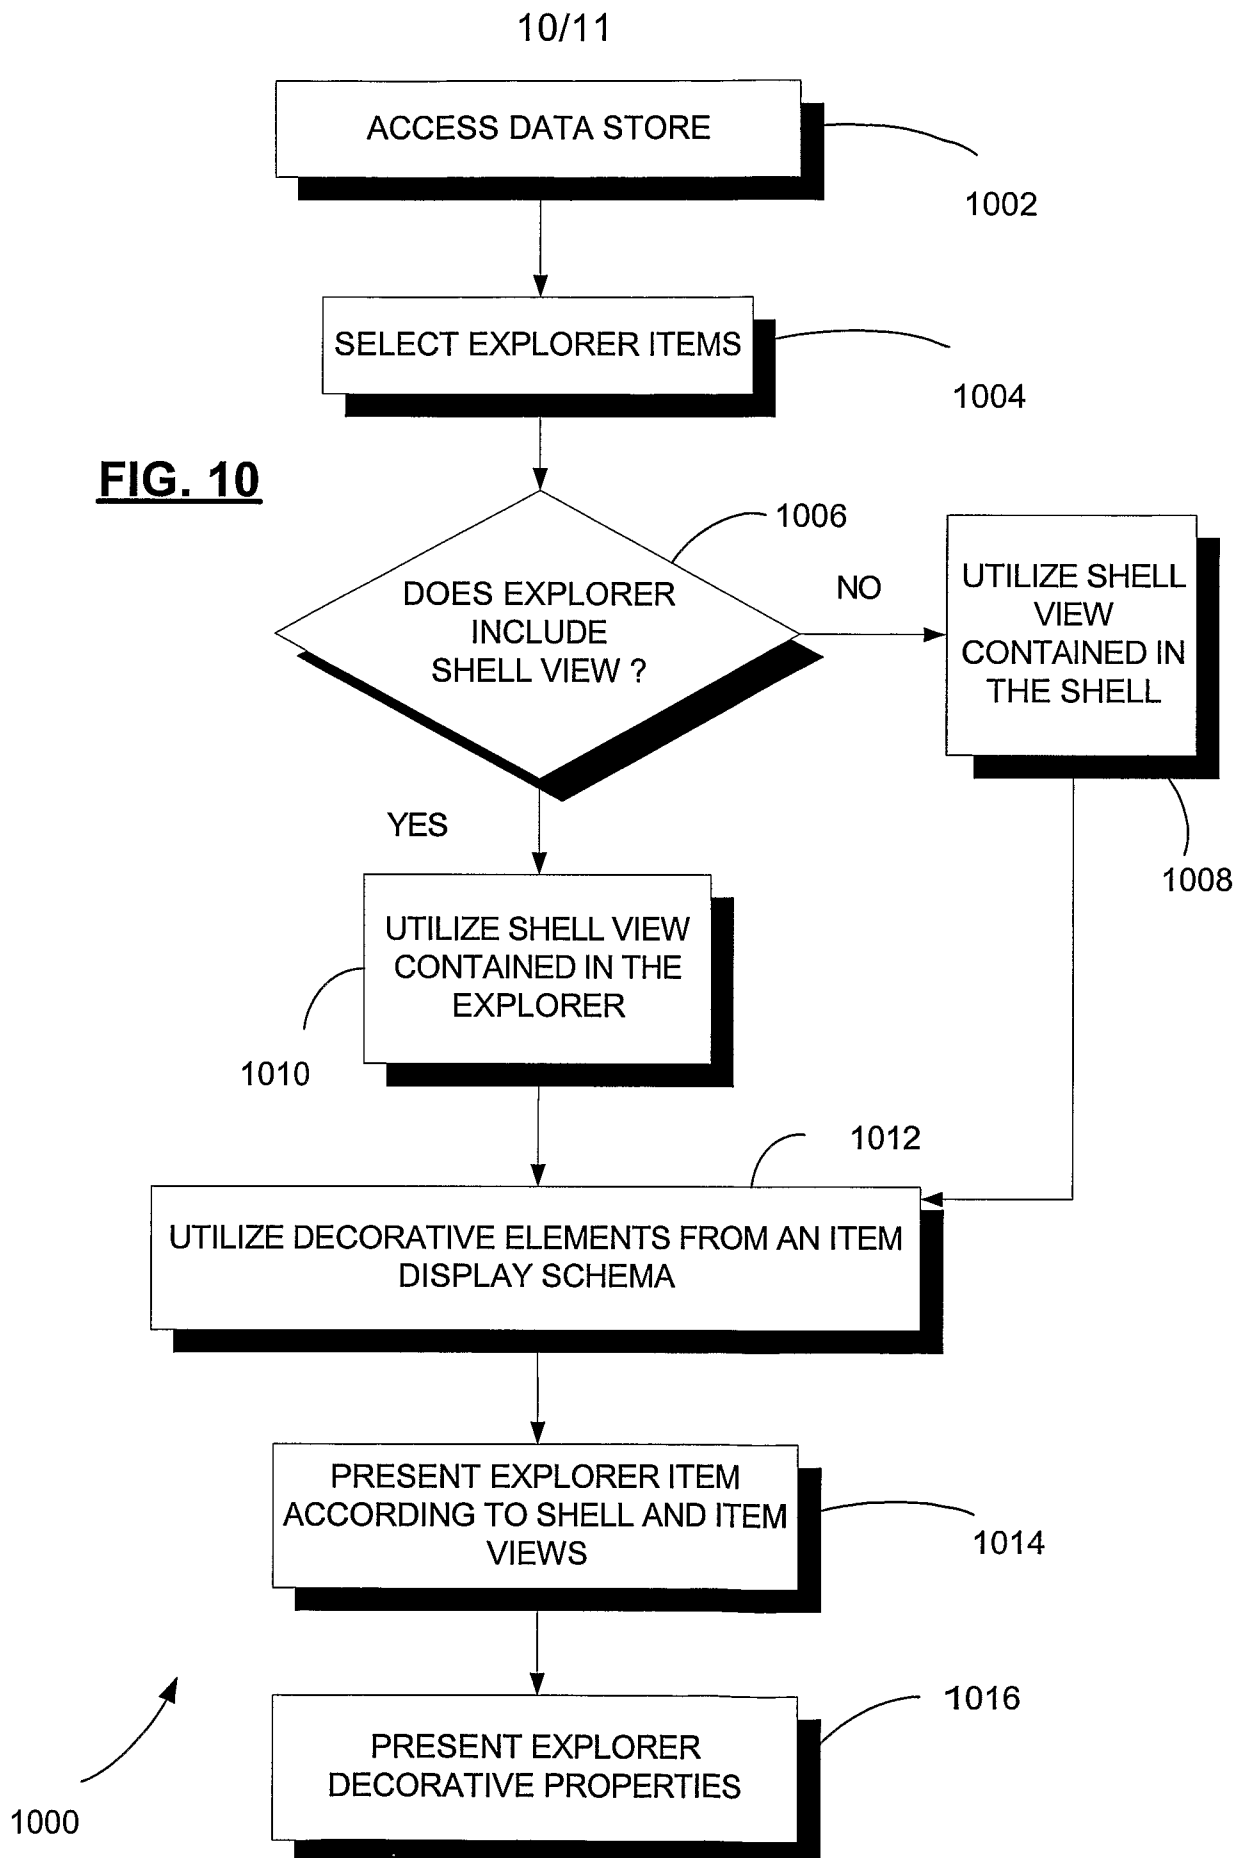 10/11
ACCESS DATA STORE
1002
SELECT EXPLORER ITEMS
1004
FIG. 10
1006
DOES EXPLORER
INCLUDE
SHELL VIEW ?
NO
UTILIZE SHELL
VIEW
CONTAINED IN
THE SHELL
1008
YES
UTILIZE SHELL VIEW
CONTAINED IN THE
EXPLORER
1010
1012
UTILIZE DECORATIVE ELEMENTS FROM AN ITEM
DISPLAY SCHEMA
PRESENT EXPLORER ITEM
ACCORDING TO SHELL AND ITEM
VIEWS
1014
1016
PRESENT EXPLORER
DECORATIVE PROPERTIES
1000